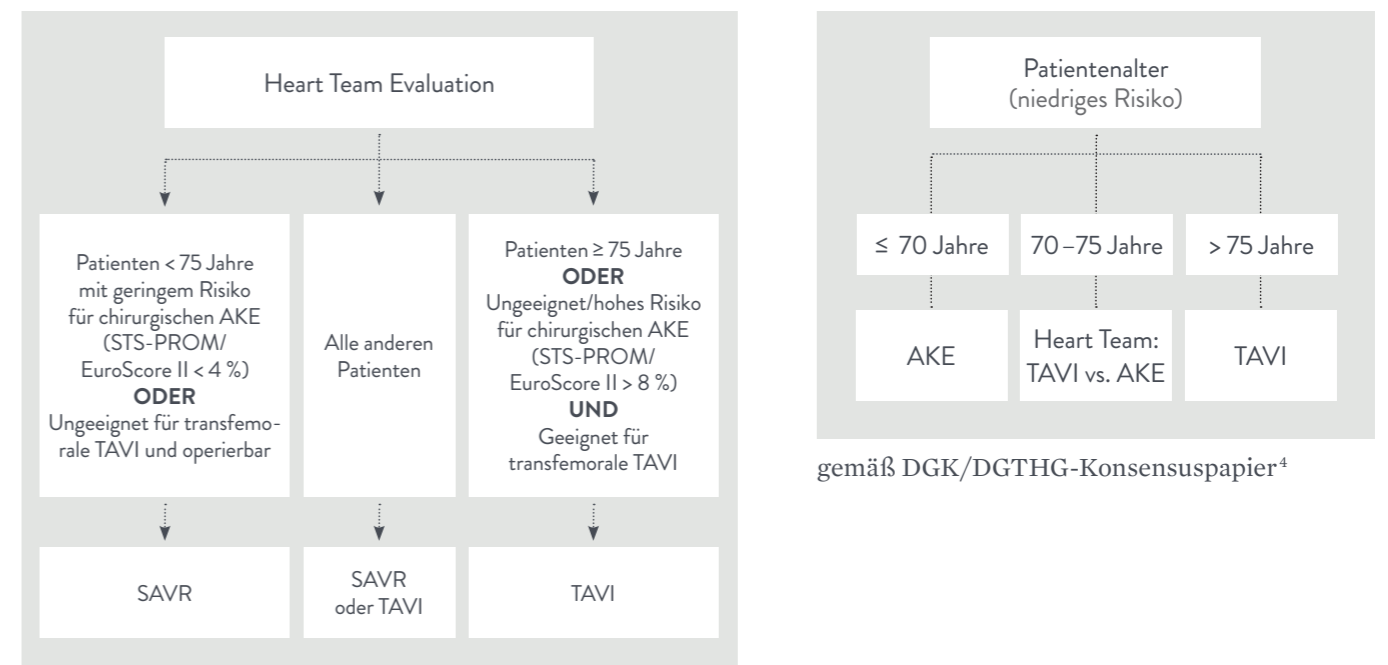 Heart Team Evaluation
Patienten < 75 Jahre
mit geringem Risiko
für chirurgischen AKE
(STS-PROM/
EuroScore II < 4 %)
ODER
Ungeeignet für transfemo-
rale TAVI und operierbar
Alle anderen
Patienten
Patienten ≥ 75 Jahre
ODER
Ungeeignet/hohes Risiko
für chirurgischen AKE
(STS-PROM/
EuroScore II > 8 %)
UND
Geeignet für
transfemorale TAVI
SAVR
SAVR
oder TAVI
TAVI
Patientenalter
(niedriges Risiko)
≤ 70 Jahre
70–75 Jahre
> 75 Jahre
AKE
Heart Team:
TAVI vs. AKE
TAVI
gemäß DGK/DGTHG-Konsensuspapier⁴